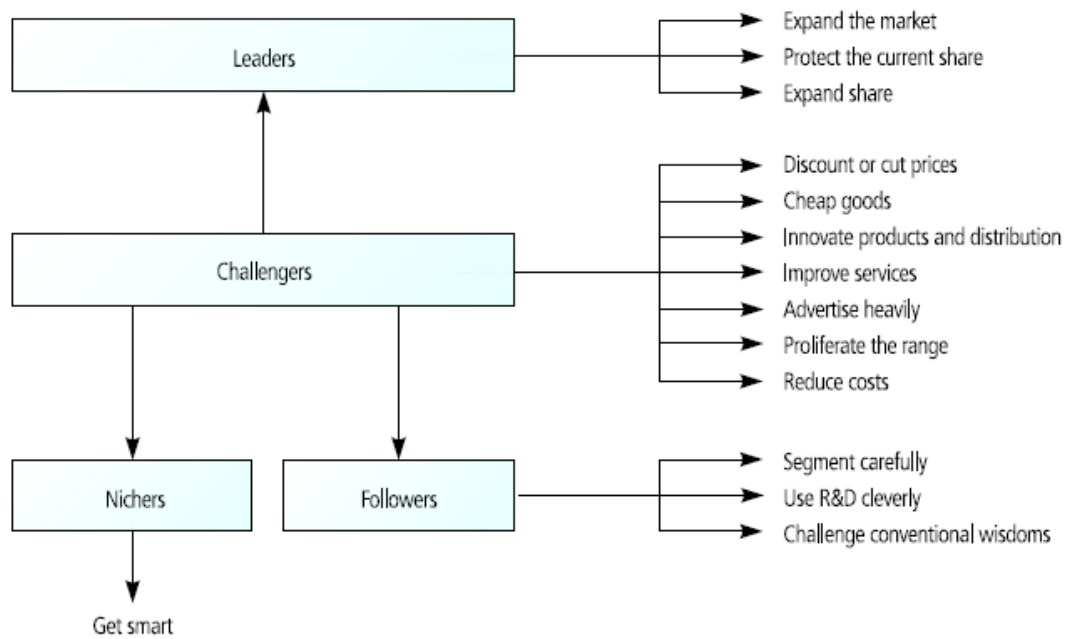 Leaders
Expand the market
Protect the current share
Expand share
Challengers
Discount or cut prices
Cheap goods
Innovate products and distribution
Improve services
Advertise heavily
Proliferate the range
Reduce costs
Nichers
Followers
Segment carefully
Use R&D cleverly
Challenge conventional wisdoms
Get smart